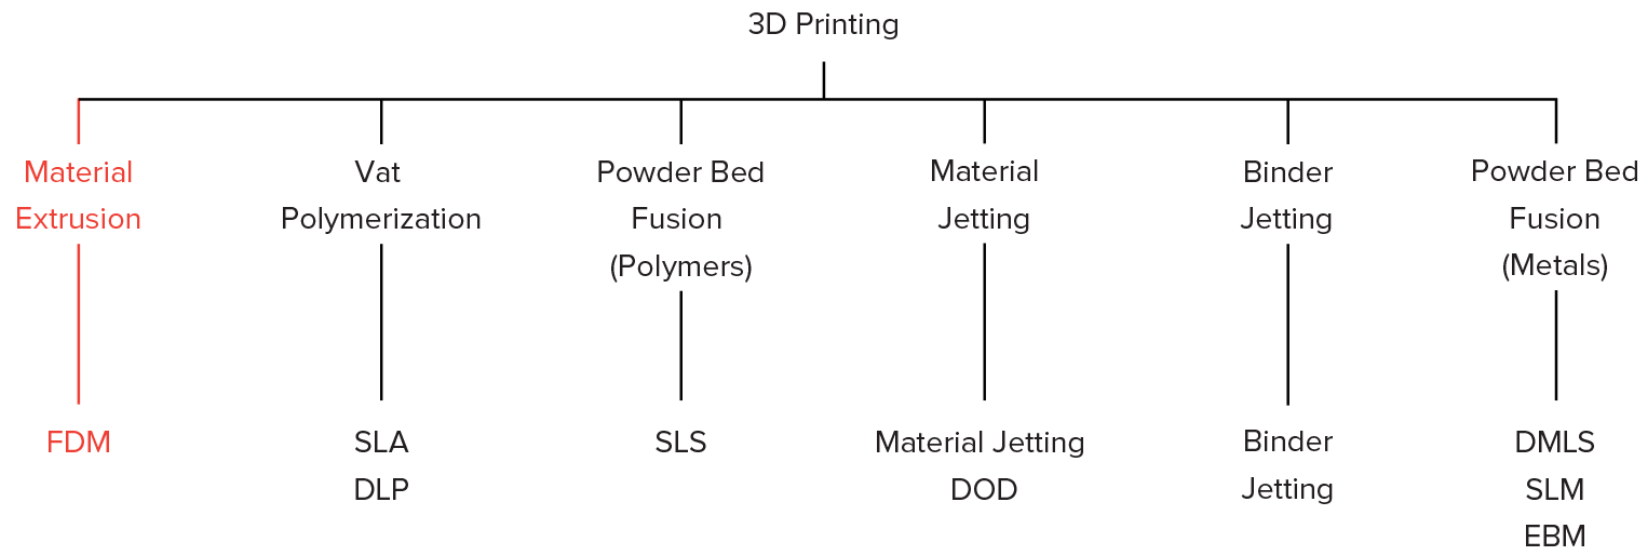 3D Printing
Material
Extrusion
Vat
Polymerization
Powder Bed
Fusion
(Polymers)
Material
Jetting
Binder
Jetting
Powder Bed
Fusion
(Metals)
FDM
SLA
DLP
SLS
Material Jetting
DOD
Binder
Jetting
DMLS
SLM
EBM